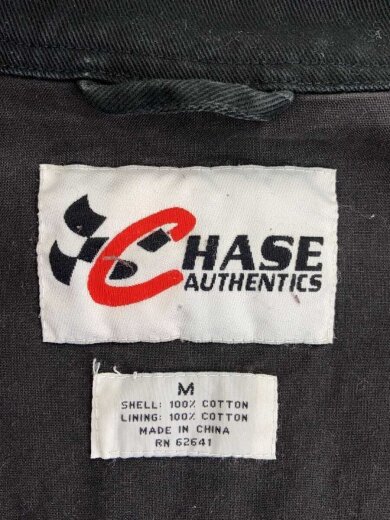 CHASE
AUTHENTICS
M
SHELL: 100% COTTON
LINING: 100% COTTON
MADE IN CHINA
RN 62641